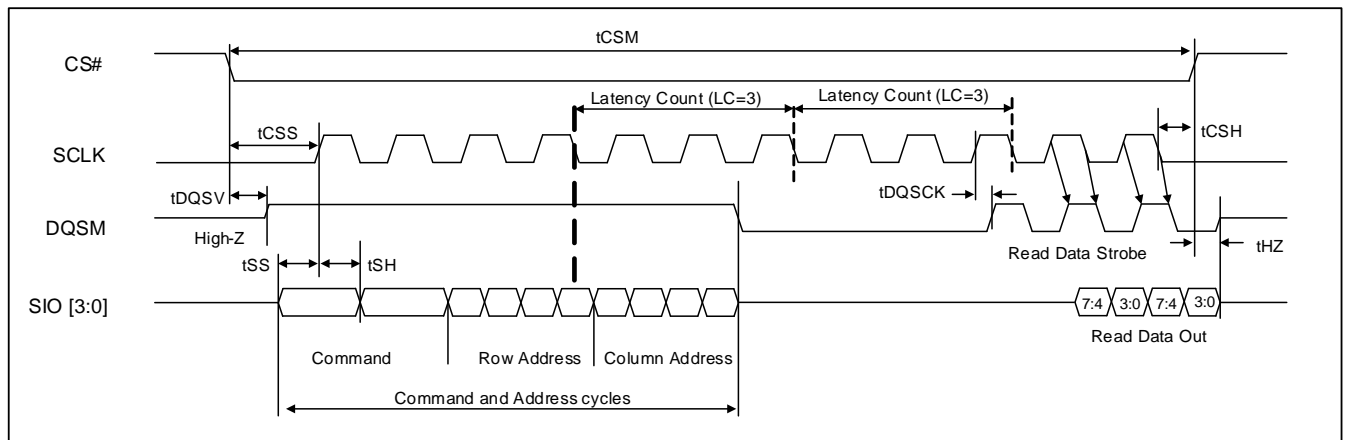 tCSM
CS#
Latency Count (LC=3)
Latency Count (LC=3)
tCSS
tCSH
SCLK
tDQSV
tDQSCK
DQSM
High-Z
Read Data Strobe
tHZ
tSS
tSH
SIO [3:0]
7:4
3:0
7:4
3:0
Read Data Out
Command
Row Address
Column Address
Command and Address cycles